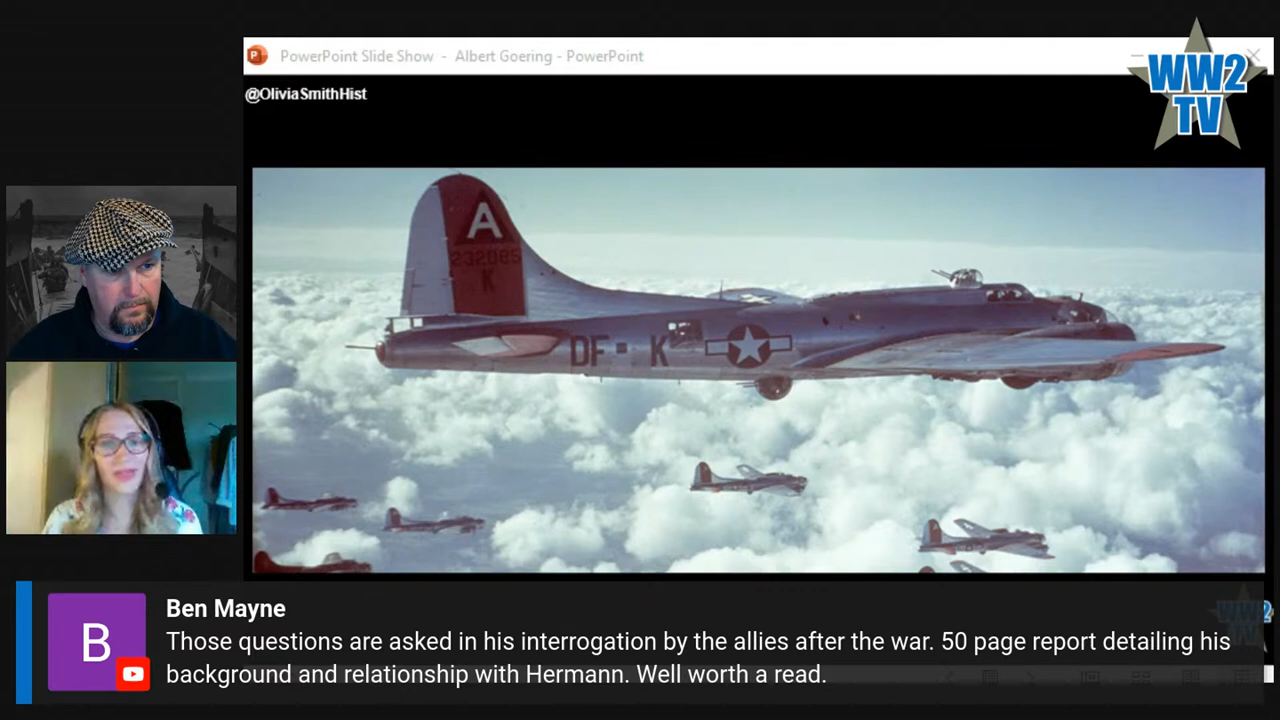 PowerPoint Slide Show - Albert Goering - PowerPoint
@OliviaSmithHist
WW2
TV
A
232085
K
DF K
B
Ben Mayne
Those questions are asked in his interrogation by the allies after the war. 50 page report detailing his
background and relationship with Hermann. Well worth a read.
WW2